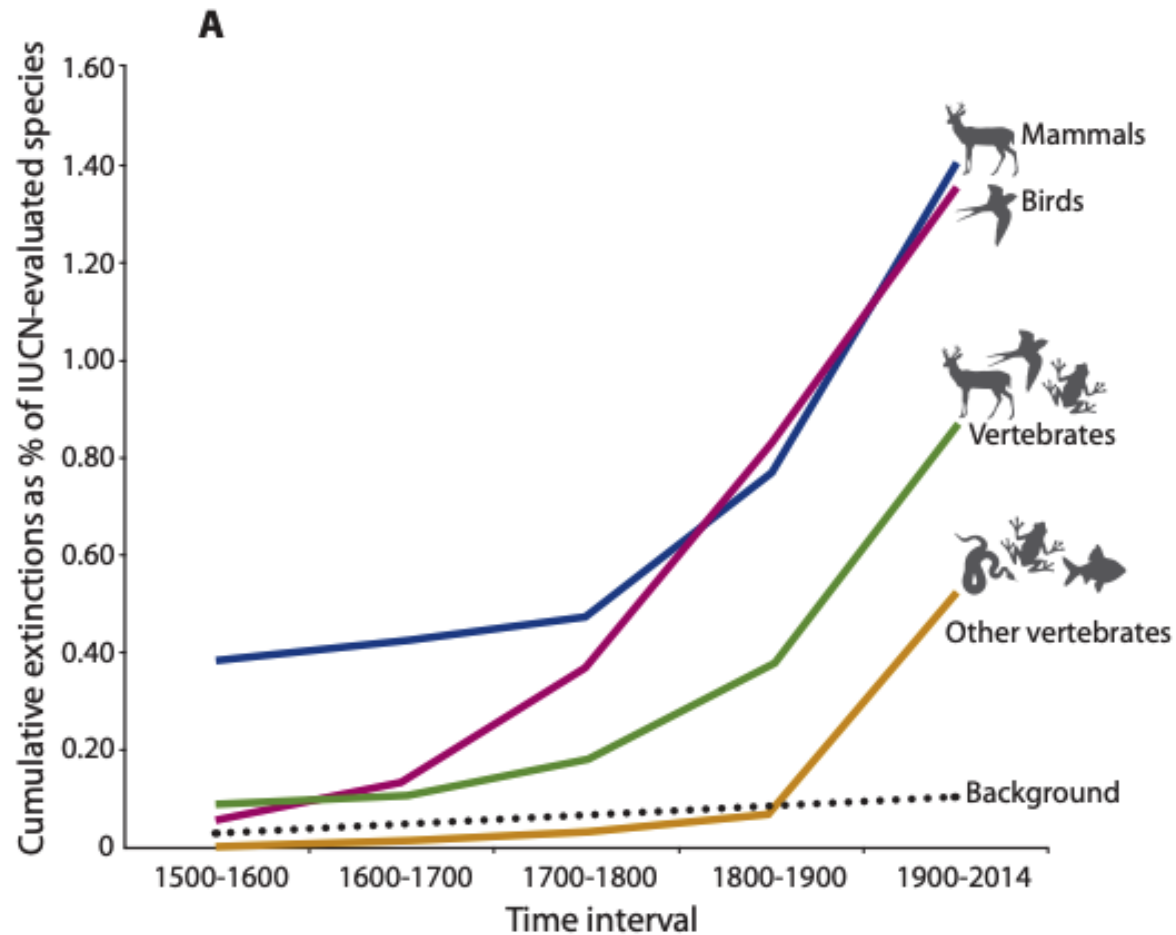 A
Cumulative extinctions as % of IUCN-evaluated species
1.60
1.40
1.20
1.00
0.80
0.60
0.40
0.20
0
Mammals
Birds
Vertebrates
Other vertebrates
Background
1500-1600 1600-1700 1700-1800 1800-1900 1900-2014
Time interval